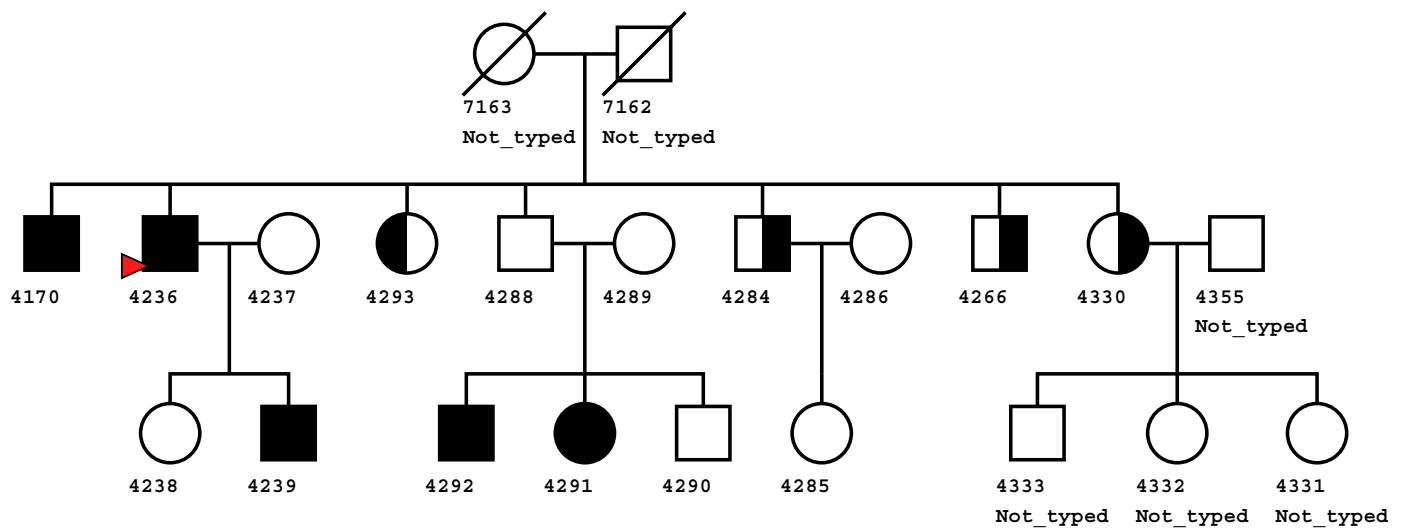 7163 7162
Not_typed Not_typed
4170 4236 4237 4293 4288 4289 4284 4286 4266 4330 4355
Not_typed
4238 4239 4292 4291 4290 4285 4333 4332 4331
Not_typed Not_typed Not_typed